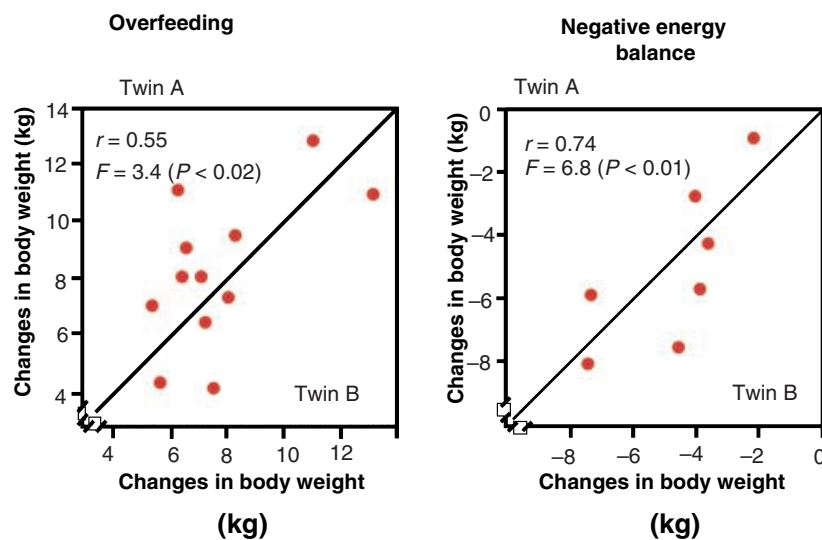 Overfeeding
Twin A
Changes in body weight (kg)
14
12
10
8
6
4
r = 0.55
F = 3.4 (P < 0.02)
Twin B
4
6
8
10
12
Changes in body weight
(kg)
Negative energy
balance
Twin A
Changes in body weight (kg)
0
–2
–4
–6
–8
r = 0.74
F = 6.8 (P < 0.01)
Twin B
–8
–6
–4
–2
0
Changes in body weight
(kg)